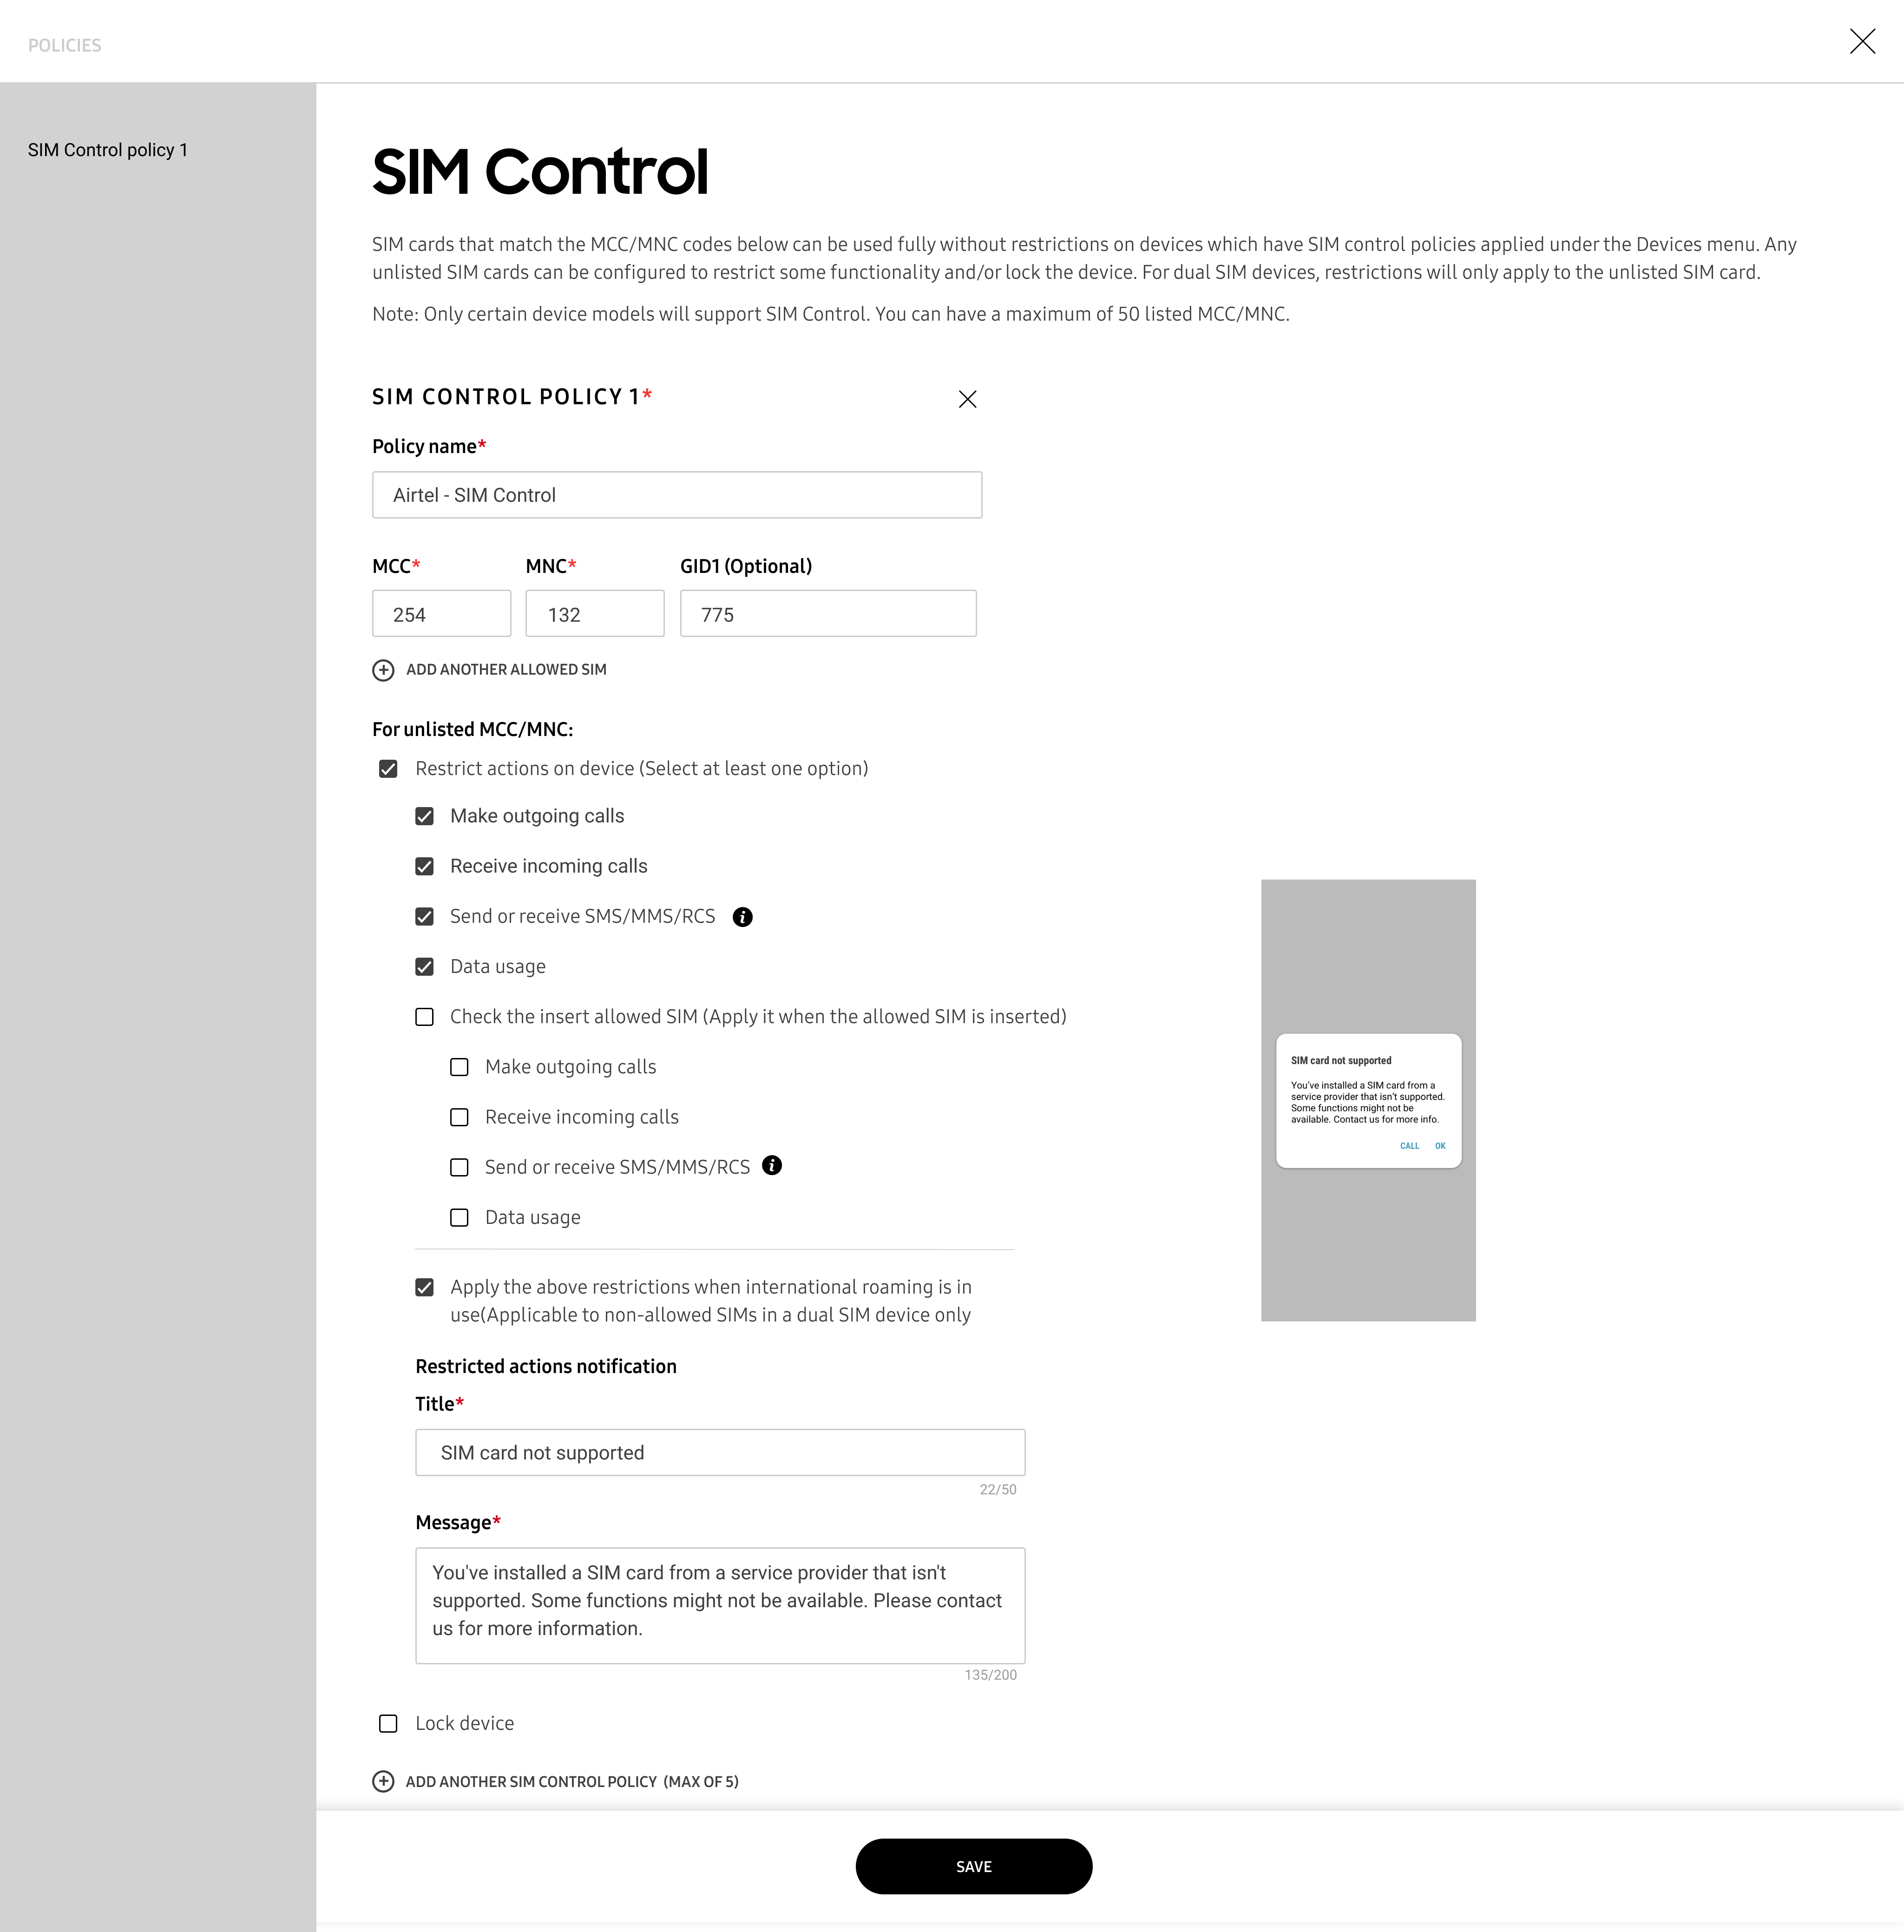 POLICIES
SIM Control policy 1
SIM Control
SIM cards that match the MCC/MNC codes below can be used fully without restrictions on devices which have SIM control policies applied under the Devices menu. Any
unlisted SIM cards can be configured to restrict some functionality and/or lock the device. For dual SIM devices, restrictions will only apply to the unlisted SIM card.
Note: Only certain device models will support SIM Control. You can have a maximum of 50 listed MCC/MNC.
SIM CONTROL POLICY 1*
Policy name*
Airtel - SIM Control
MCC* MNC* GID1 (Optional)
254 132 775
ADD ANOTHER ALLOWED SIM
For unlisted MCC/MNC:
Restrict actions on device (Select at least one option)
Make outgoing calls
Receive incoming calls
Send or receive SMS/MMS/RCS
Data usage
Check the insert allowed SIM (Apply it when the allowed SIM is inserted)
Make outgoing calls
Receive incoming calls
Send or receive SMS/MMS/RCS
Data usage
Apply the above restrictions when international roaming is in
use(Applicable to non-allowed SIMs in a dual SIM device only
Restricted actions notification
Title*
SIM card not supported
22/50
Message*
You've installed a SIM card from a service provider that isn't
supported. Some functions might not be available. Please contact
us for more information.
135/200
Lock device
ADD ANOTHER SIM CONTROL POLICY (MAX OF 5)
SIM card not supported
You've installed a SIM card from a
service provider that isn't supported.
Some functions might not be
available. Contact us for more info.
CALL OK
SAVE